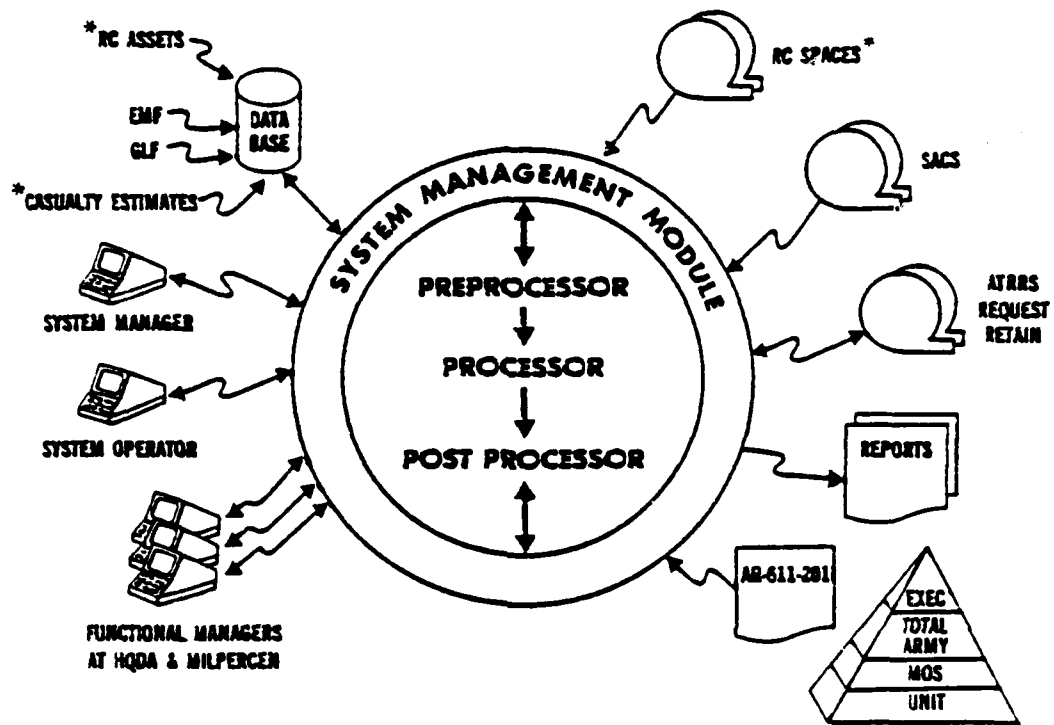 *RC ASSETS
EMF
GLF
*CASUALTY ESTIMATES
DATA
BASE
RC SPACES*
SACS
ATRRS
REQUEST
RETAIN
SYSTEM MANAGEMENT MODULE
PREPROCESSOR
PROCESSOR
POST PROCESSOR
SYSTEM MANAGER
SYSTEM OPERATOR
FUNCTIONAL MANAGERS
AT HQDA & MILPERCEN
REPORTS
AR-611-201
EXEC
TOTAL
ARMY
MOS
UNIT